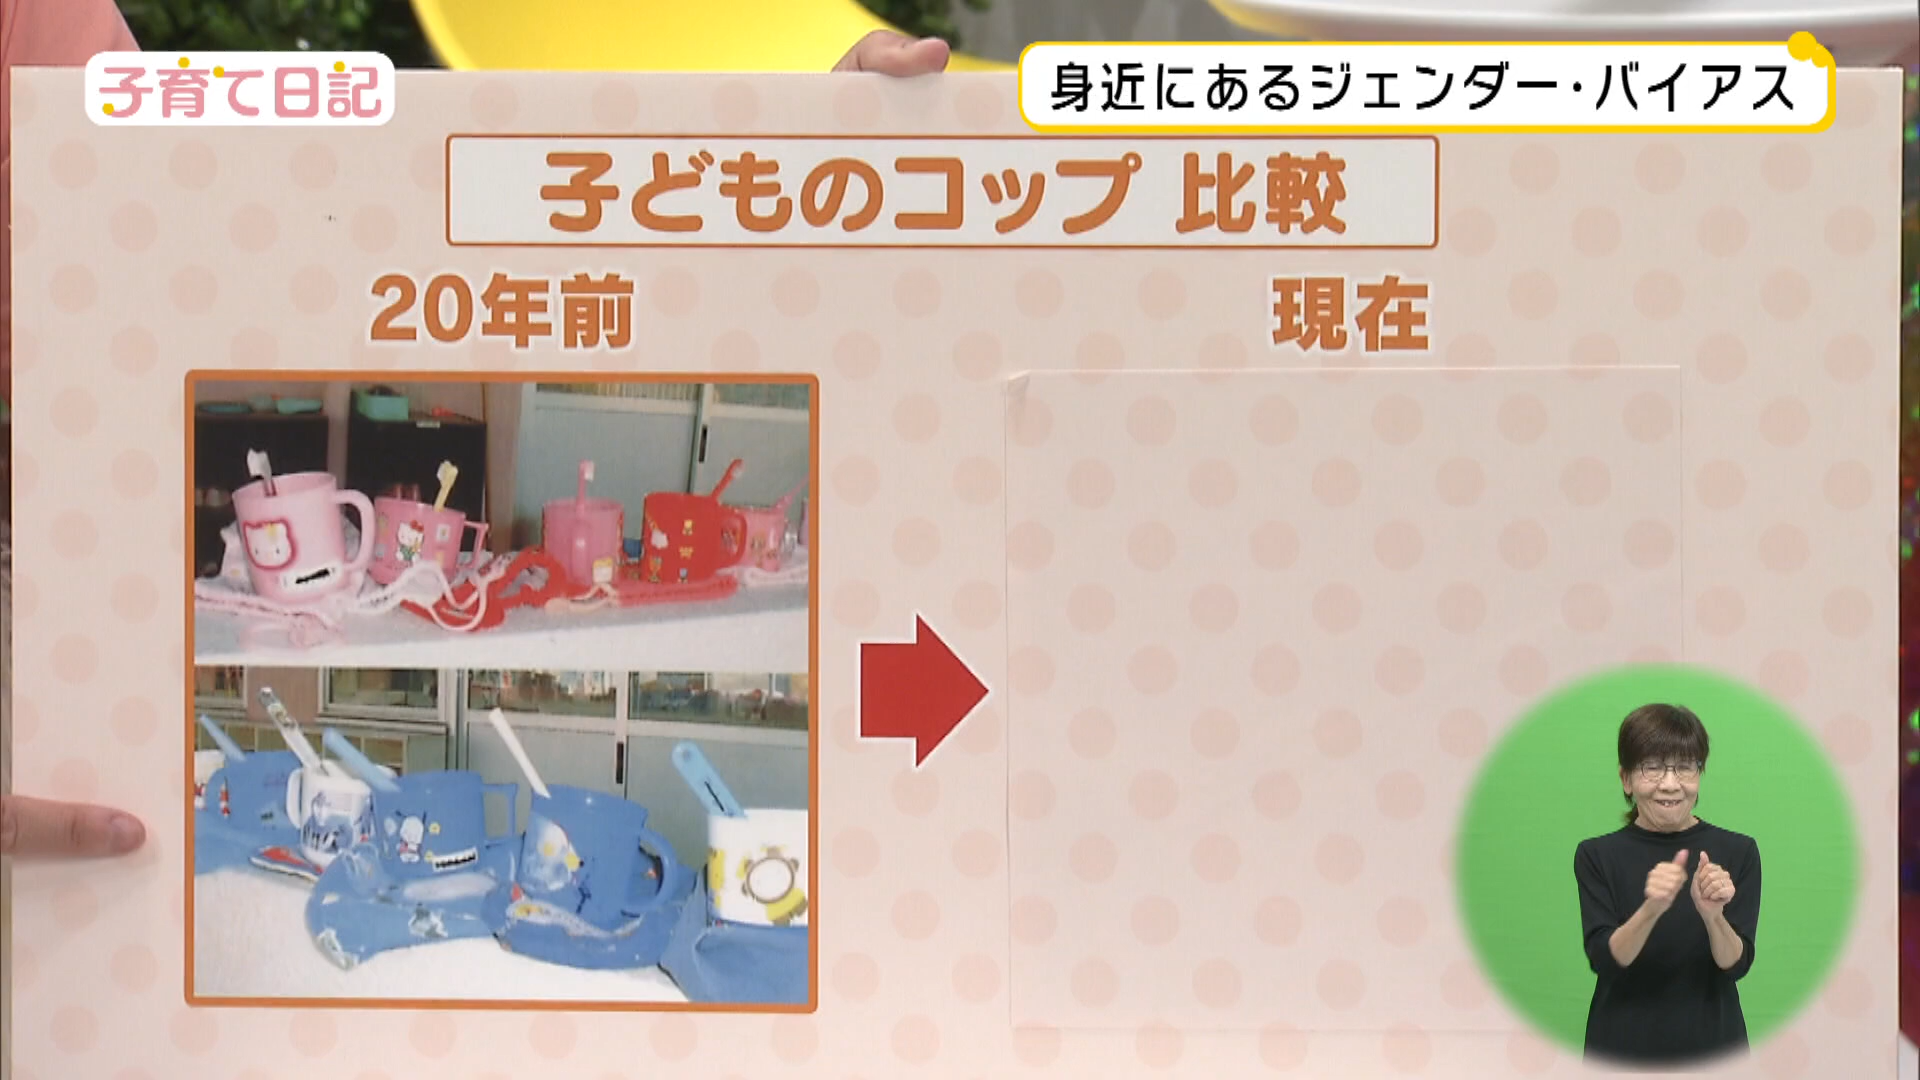 子育て日記
身近にあるジェンダー・バイアス
子どものコップ 比較
20年前
現在